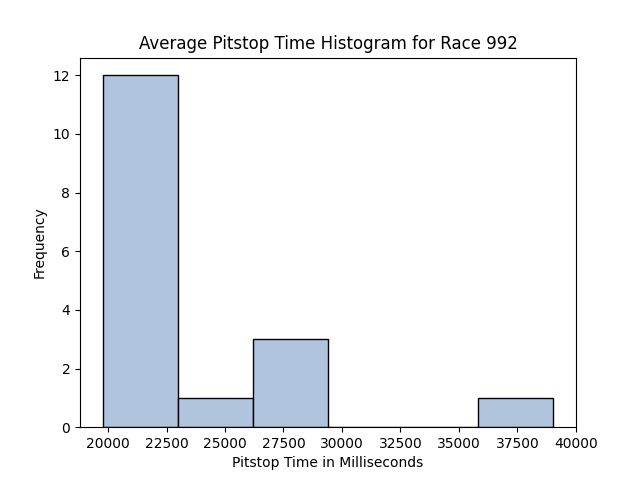 Average Pitstop Time Histogram for Race 992
12
10
8
6
4
2
0
Frequency
20000 22500 25000 27500 30000 32500 35000 37500 40000
Pitstop Time in Milliseconds